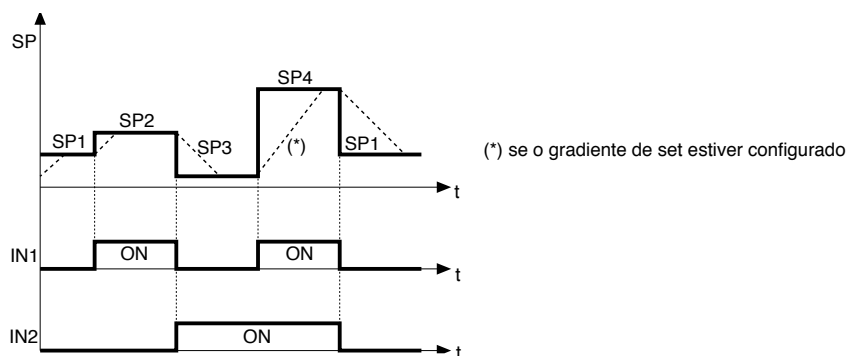 SP
SP4
SP2
SP1
SP3
(*)
SP1
(*) se o gradiente de set estiver configurado
t
IN1
ON
ON
t
IN2
ON
t